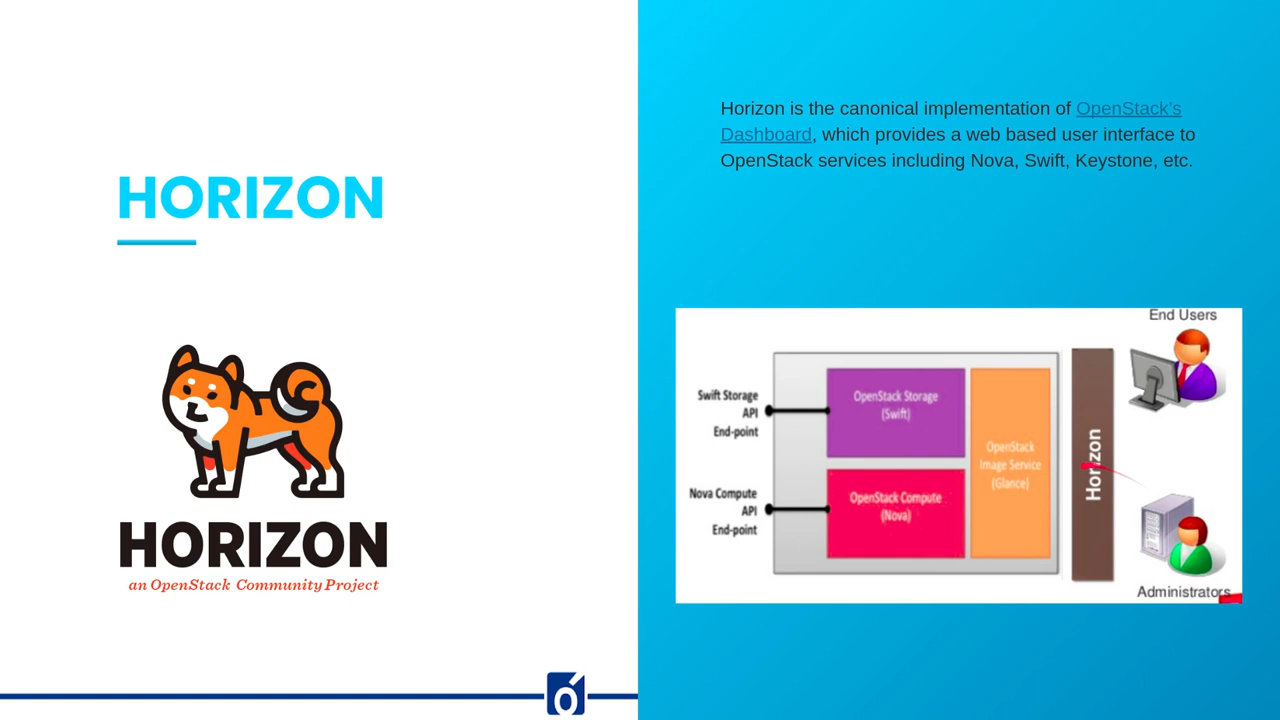 HORIZON
HORIZON
an OpenStack Community Project
Horizon is the canonical implementation of OpenStack's
Dashboard, which provides a web based user interface to
OpenStack services including Nova, Swift, Keystone, etc.
End Users
Swift Storage
API
End-point
OpenStack Storage
(Swift)
OpenStack
Image Service
(Glance)
Nova Compute
API
End-point
OpenStack Compute
(Nova)
Horizon
Administrators